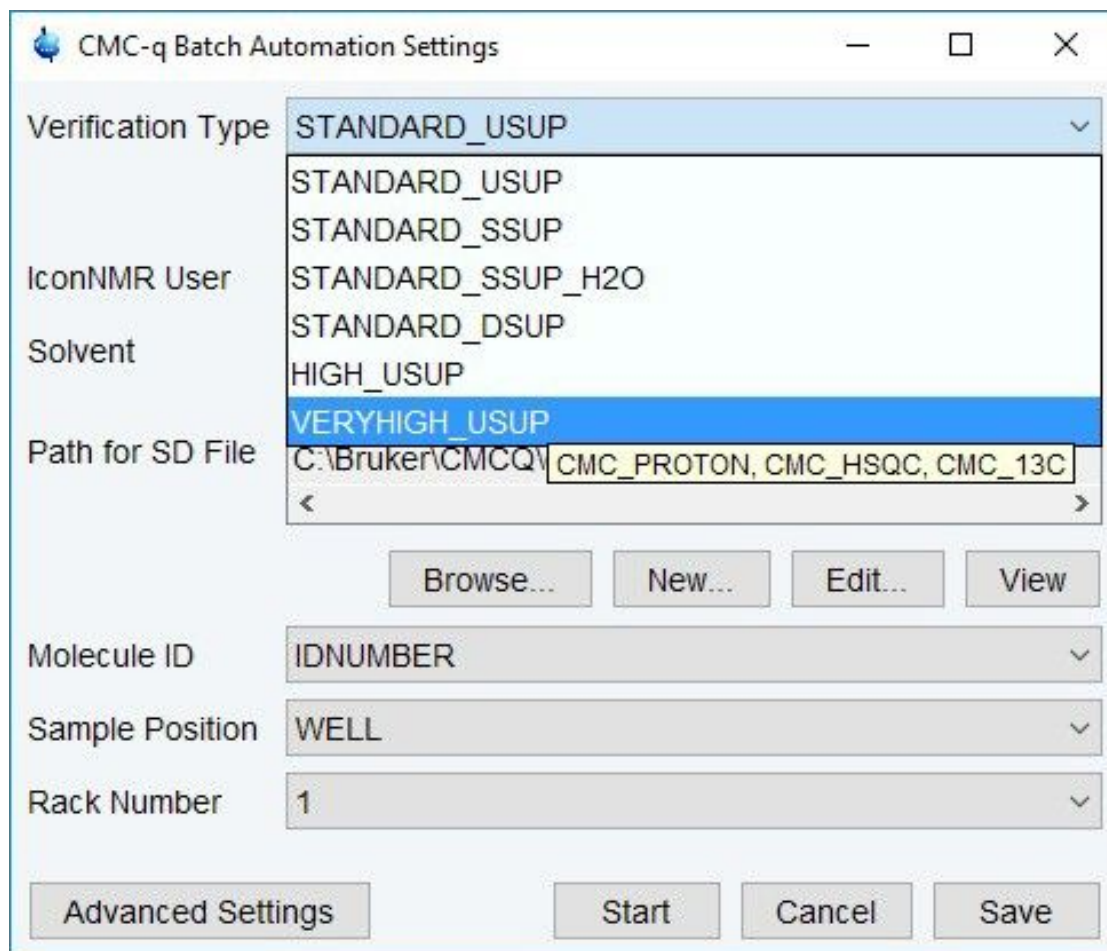 CMC-q Batch Automation Settings
Verification Type STANDARD_USUP
STANDARD_USUP
STANDARD_SSUP
IconNMR User STANDARD_SSUP_H2O
STANDARD_DSUP
Solvent
HIGH_USUP
VERYHIGH_USUP
Path for SD File C:\Bruker\CMCQ\
CMC_PROTON, CMC_HSQC, CMC_13C
Browse... New... Edit... View
Molecule ID IDNUMBER
Sample Position WELL
Rack Number 1
Advanced Settings Start Cancel Save